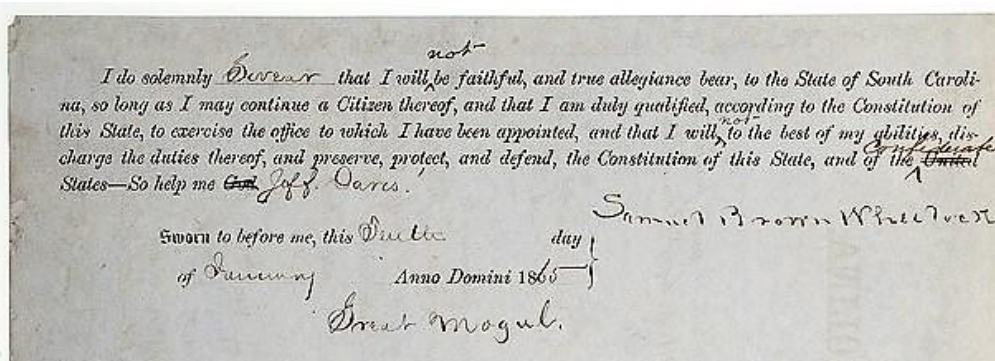 not
I do solemnly Swear that I will be faithful, and true allegiance bear, to the State of South Caroli-
na, so long as I may continue a Citizen thereof, and that I am duly qualified, according to the Constitution of
not
this State, to exercise the office to which I have been appointed, and that I will, to the best of my abilities, dis-
Confederate
charge the duties thereof, and preserve, protect, and defend, the Constitution of this State, and of the United
States—So help me God Jeff. Davis.!
Samuel Brown Wheelock
Sworn to before me, this Tenth day
of January Anno Domini 1865
Great Mogul.